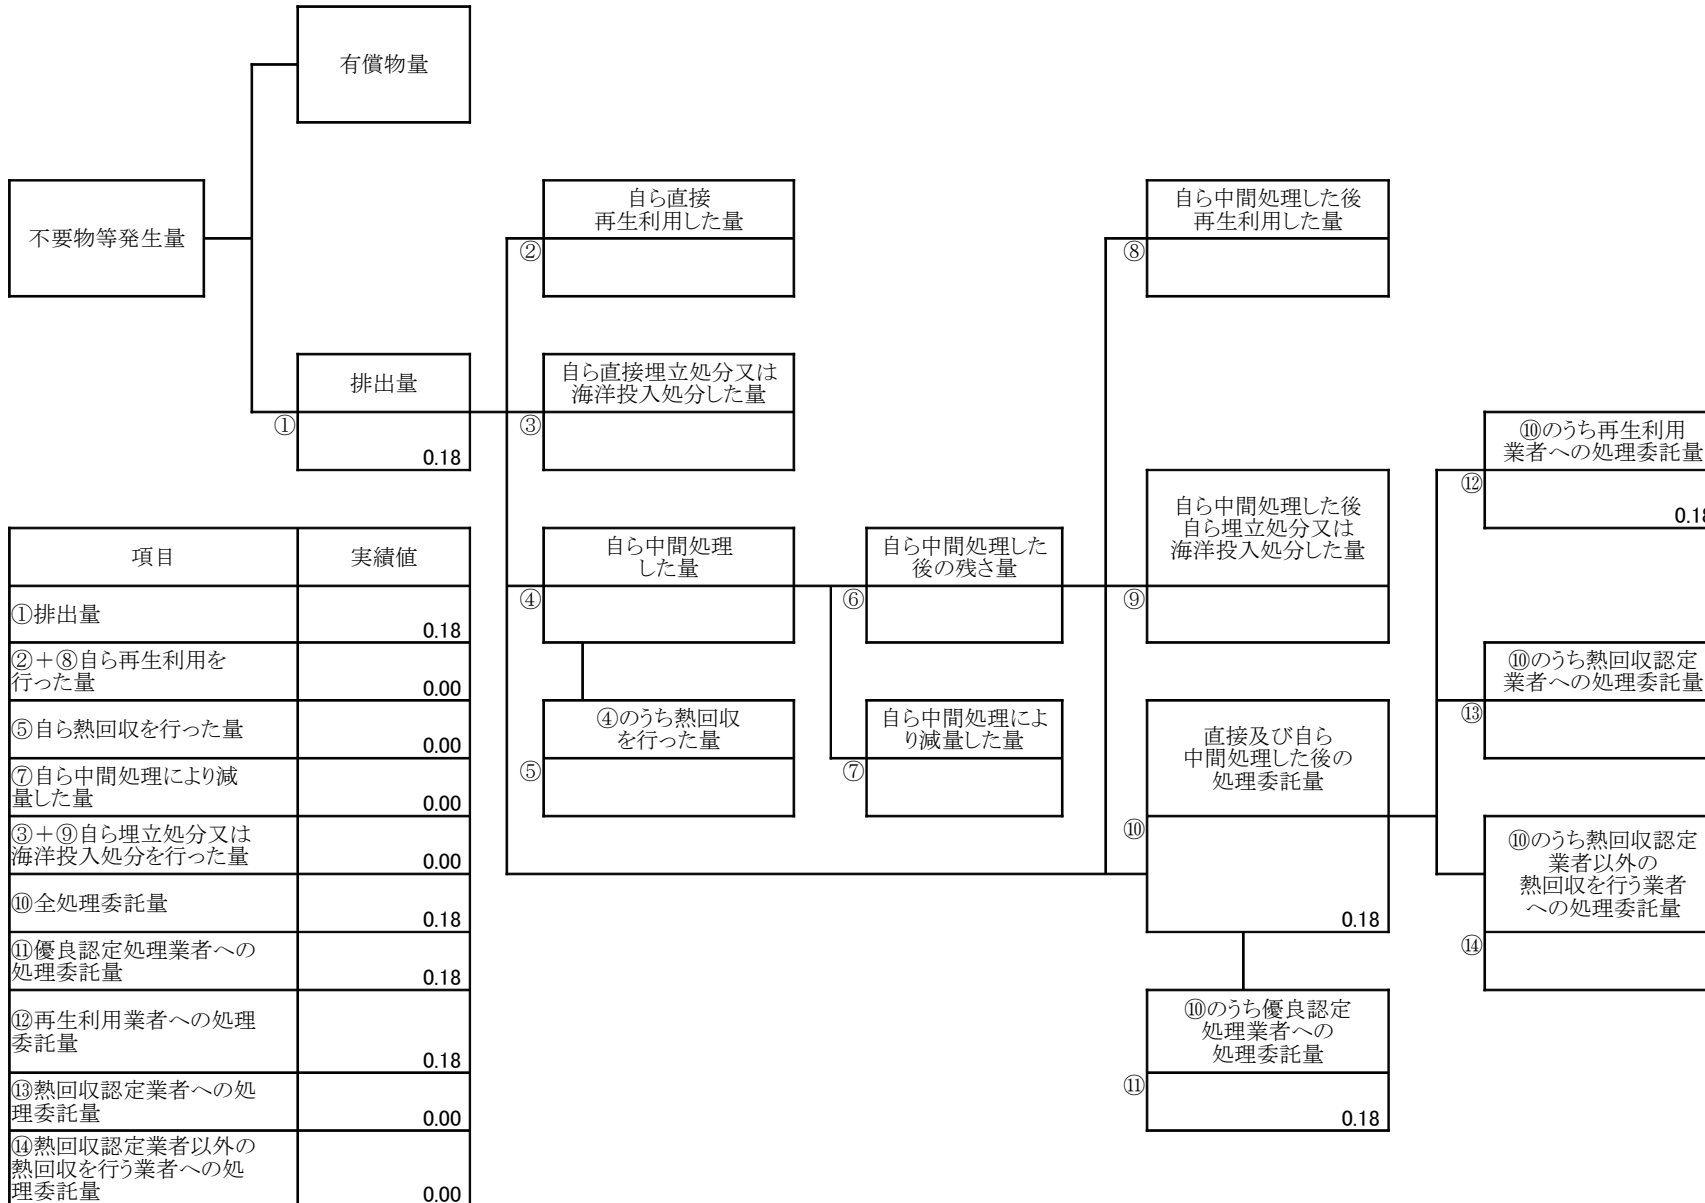 有償物量
不要物等発生量
自ら直接
再生利用した量
②
自ら中間処理した後
再生利用した量
⑧
排出量
①
0.18
自ら直接埋立処分又は
海洋投入処分した量
③
⑩のうち再生利用
業者への処理委託量
⑫
0.18
自ら中間処理した後
自ら埋立処分又は
海洋投入処分した量
⑨
自ら中間処理
した量
④
自ら中間処理した
後の残さ量
⑥
④のうち熱回収
を行った量
⑤
自ら中間処理によ
り減量した量
⑦
直接及び自ら
中間処理した後の
処理委託量
⑩
0.18
⑩のうち熱回収認定
業者への処理委託量
⑬
⑩のうち熱回収認定
業者以外の
熱回収を行う業者
への処理委託量
⑭
⑩のうち優良認定
処理業者への
処理委託量
⑪
0.18
項目 実績値
①排出量
0.18
②+⑧自ら再生利用を
行った量
0.00
⑤自ら熱回収を行った量
0.00
⑦自ら中間処理により減
量した量
0.00
③+⑨自ら埋立処分又は
海洋投入処分を行った量
0.00
⑩全処理委託量
0.18
⑪優良認定処理業者への
処理委託量
0.18
⑫再生利用業者への処理
委託量
0.18
⑬熱回収認定業者への処
理委託量
0.00
⑭熱回収認定業者以外の
熱回収を行う業者への処
理委託量
0.00